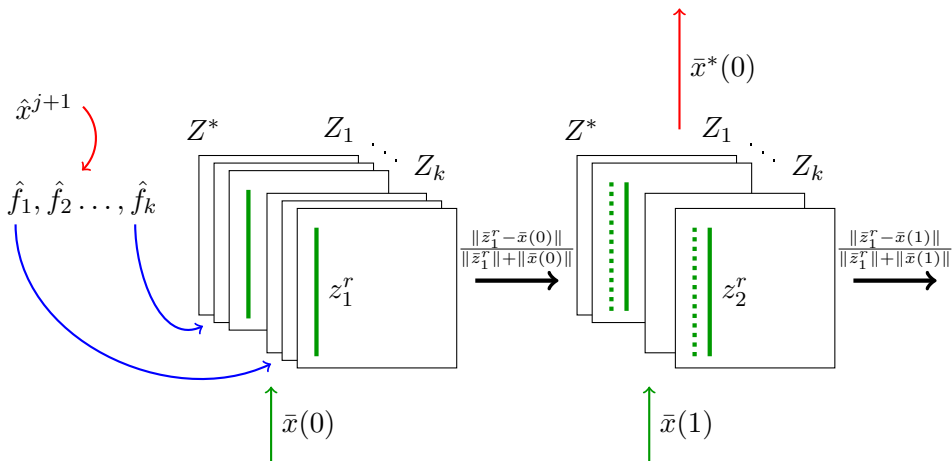 x̄*(0)
x̂^{j+1}
Z* Z_1 . . . Z_k
Z* Z_1 . . . Z_k
f̂_1, f̂_2 …, f̂_k
‖z̄_1^r−x̄(0)‖ / ‖z̄_1^r‖+‖x̄(0)‖
‖z̄_1^r−x̄(1)‖ / ‖z̄_1^r‖+‖x̄(1)‖
z_1^r
z_2^r
x̄(0)
x̄(1)